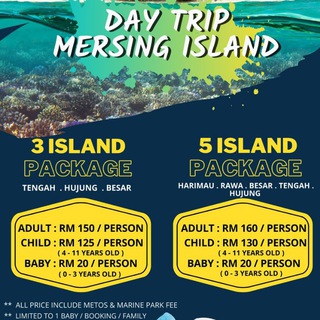 DAY TRIP
MERSING ISLAND
3 ISLAND
PACKAGE
TENGAH . HUJUNG . BESAR
ADULT : RM 150 / PERSON
CHILD : RM 125 / PERSON
( 4 - 11 YEARS OLD )
BABY : RM 20 / PERSON
( 0 - 3 YEARS OLD )
5 ISLAND
PACKAGE
HARIMAU . RAWA . BESAR . TENGAH .
HUJUNG
ADULT : RM 160 / PERSON
CHILD : RM 130 / PERSON
( 4 - 11 YEARS OLD )
BABY : RM 20 / PERSON
( 0 - 3 YEARS OLD )
** ALL PRICE INCLUDE METOS & MARINE PARK FEE
** LIMITED TO 1 BABY / BOOKING / FAMILY